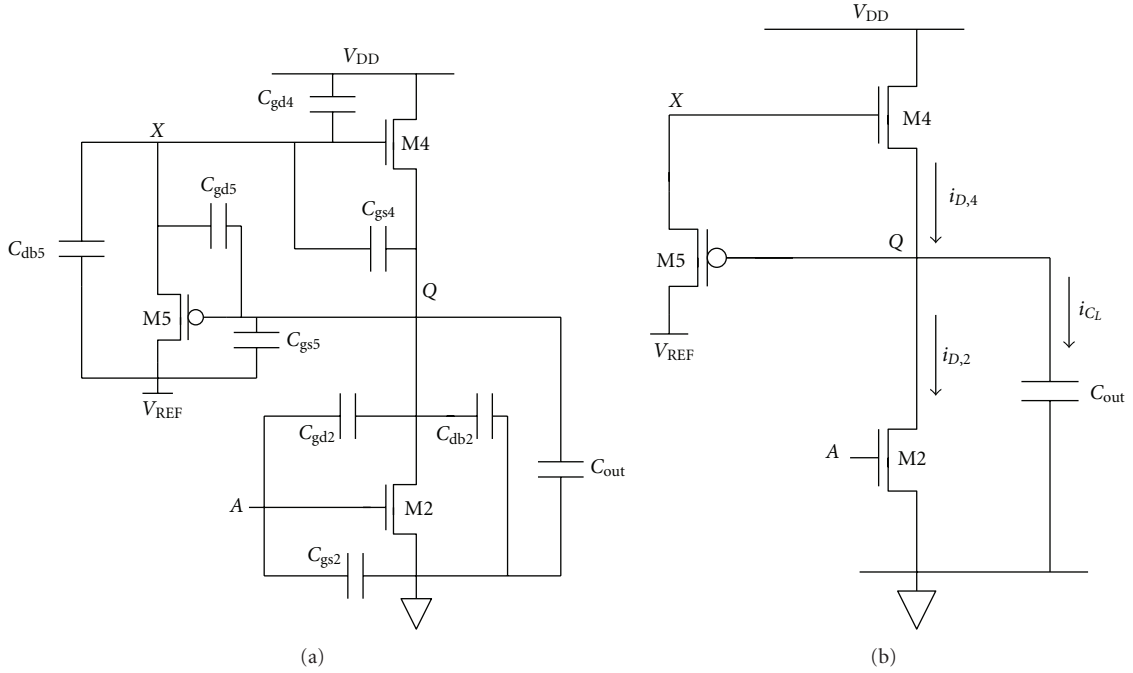 V_DD
C_gd4
X
M4
C_gd5
C_gs4
C_db5
Q
M5
C_gs5
V_REF
C_gd2
C_db2
C_out
A
M2
C_gs2
(a)
V_DD
X
M4
i_D,4
Q
M5
i_C_L
V_REF
i_D,2
C_out
A
M2
(b)